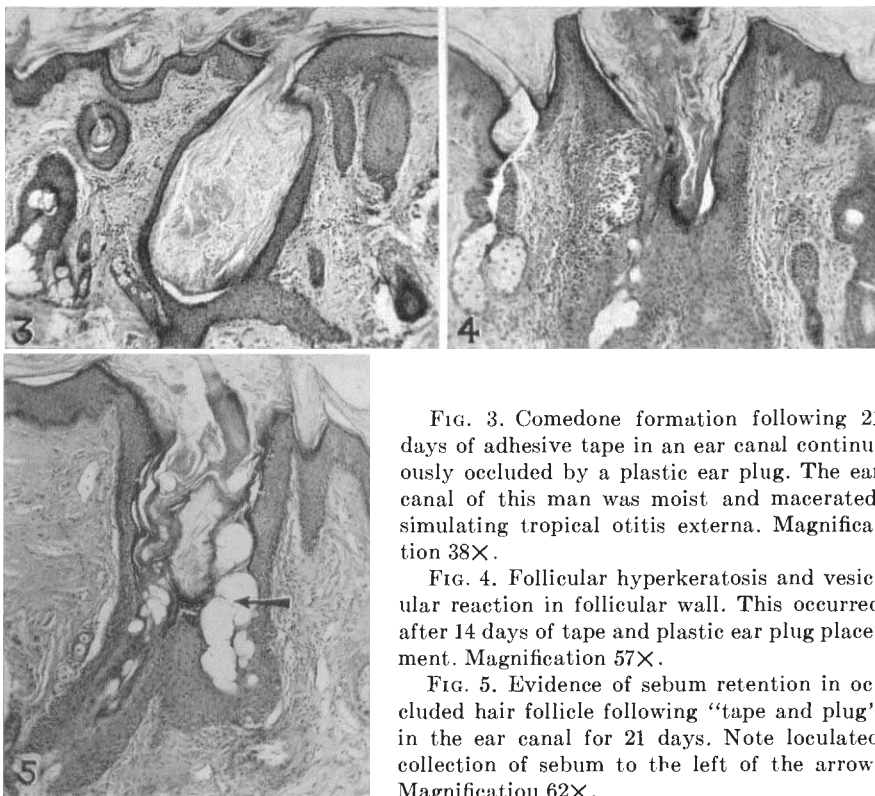 3
4
5
FIG. 3. Comedone formation following 21
days of adhesive tape in an ear canal continu
ously occluded by a plastic ear plug. The ear
canal of this man was moist and macerated
simulating tropical otitis externa. Magnifica
tion 38×.
FIG. 4. Follicular hyperkeratosis and vesic
ular reaction in follicular wall. This occurred
after 14 days of tape and plastic ear plug place
ment. Magnification 57×.
FIG. 5. Evidence of sebum retention in oc
cluded hair follicle following “tape and plug”
in the ear canal for 21 days. Note loculated
collection of sebum to the left of the arrow
Magnification 62×.